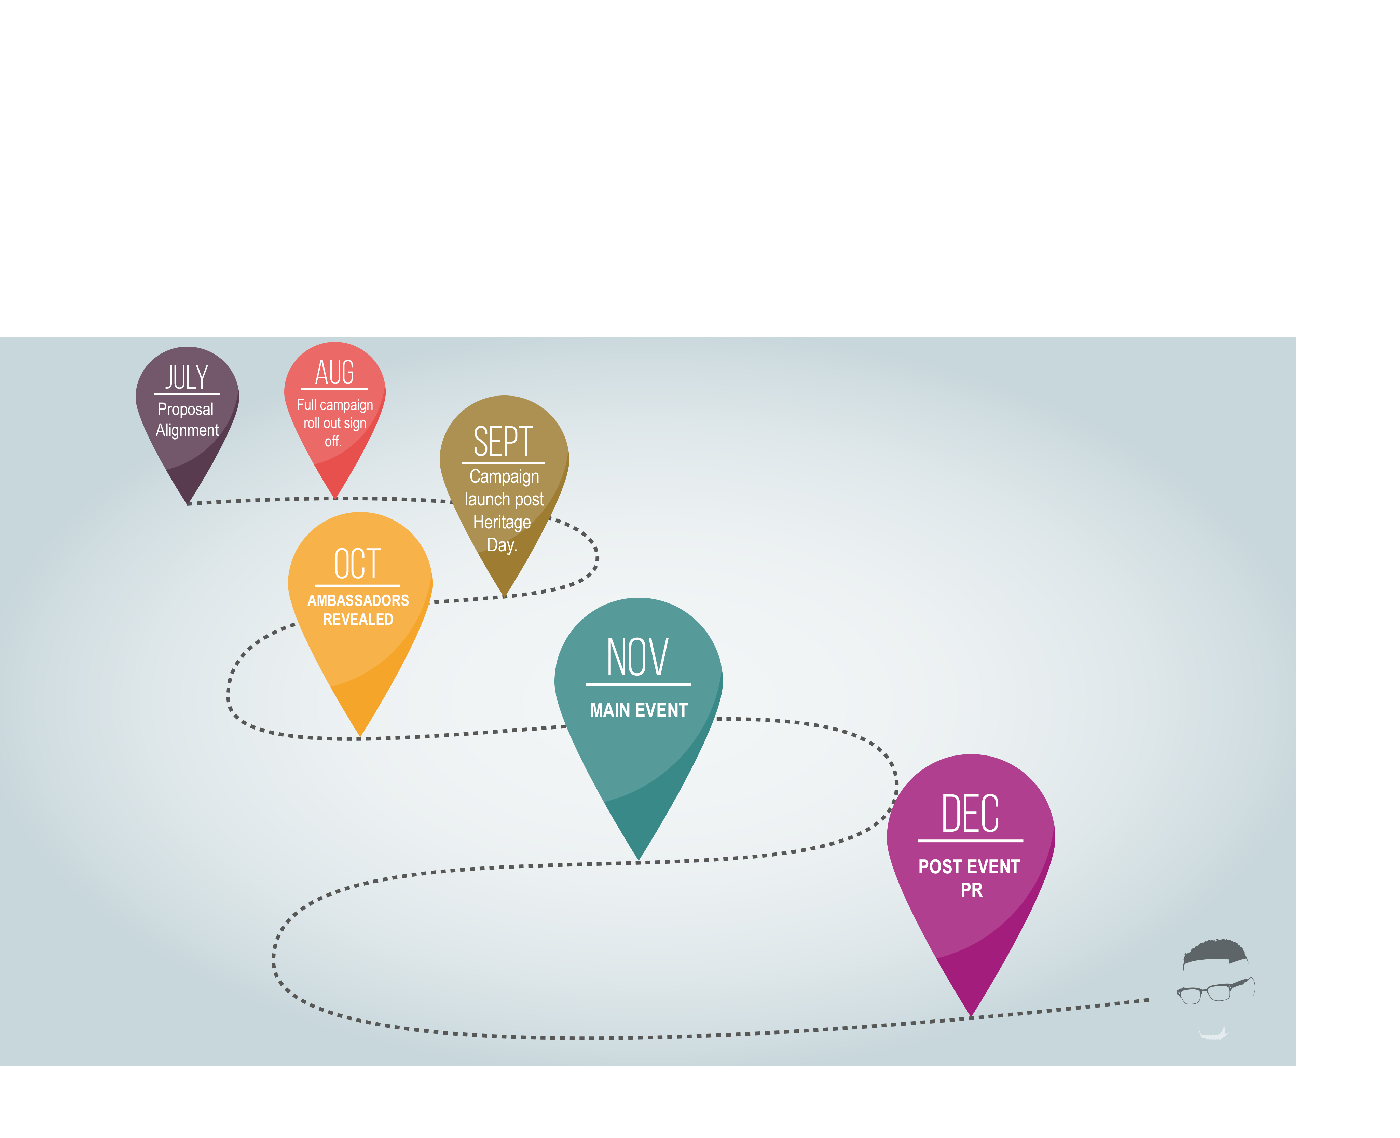 JULY
Proposal
Alignment
AUG
Full campaign
roll out sign
off.
SEPT
Campaign
launch post
Heritage
Day.
OCT
AMBASSADORS
REVEALED
NOV
MAIN EVENT
DEC
POST EVENT
PR